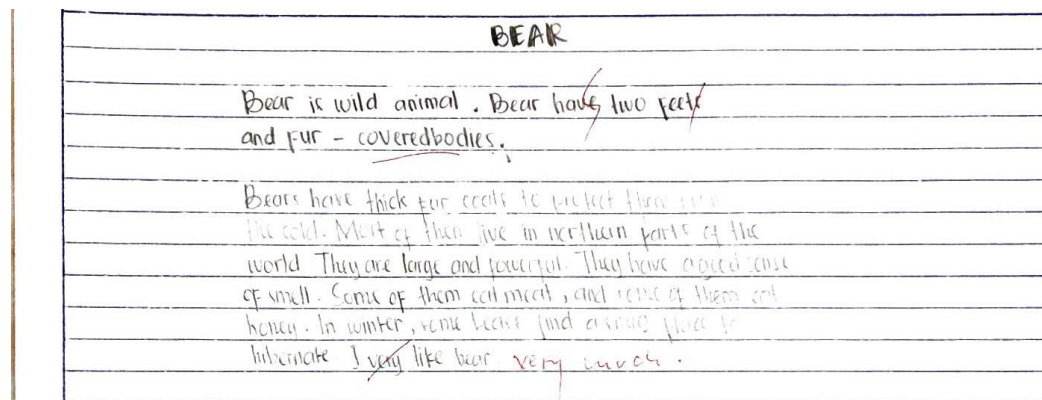 BEAR
Bear is wild animal. Bear haves two feets
and fur - coveredbodies.
Bears have thick fur coats to protect them from
the cold. Most of them live in northern parts of the
world They are large and powerful. They have a good sense
of smell. Some of them eat meat, and some of them eat
honey. In winter, some bears find a place to
hibernate I very like bear very much.